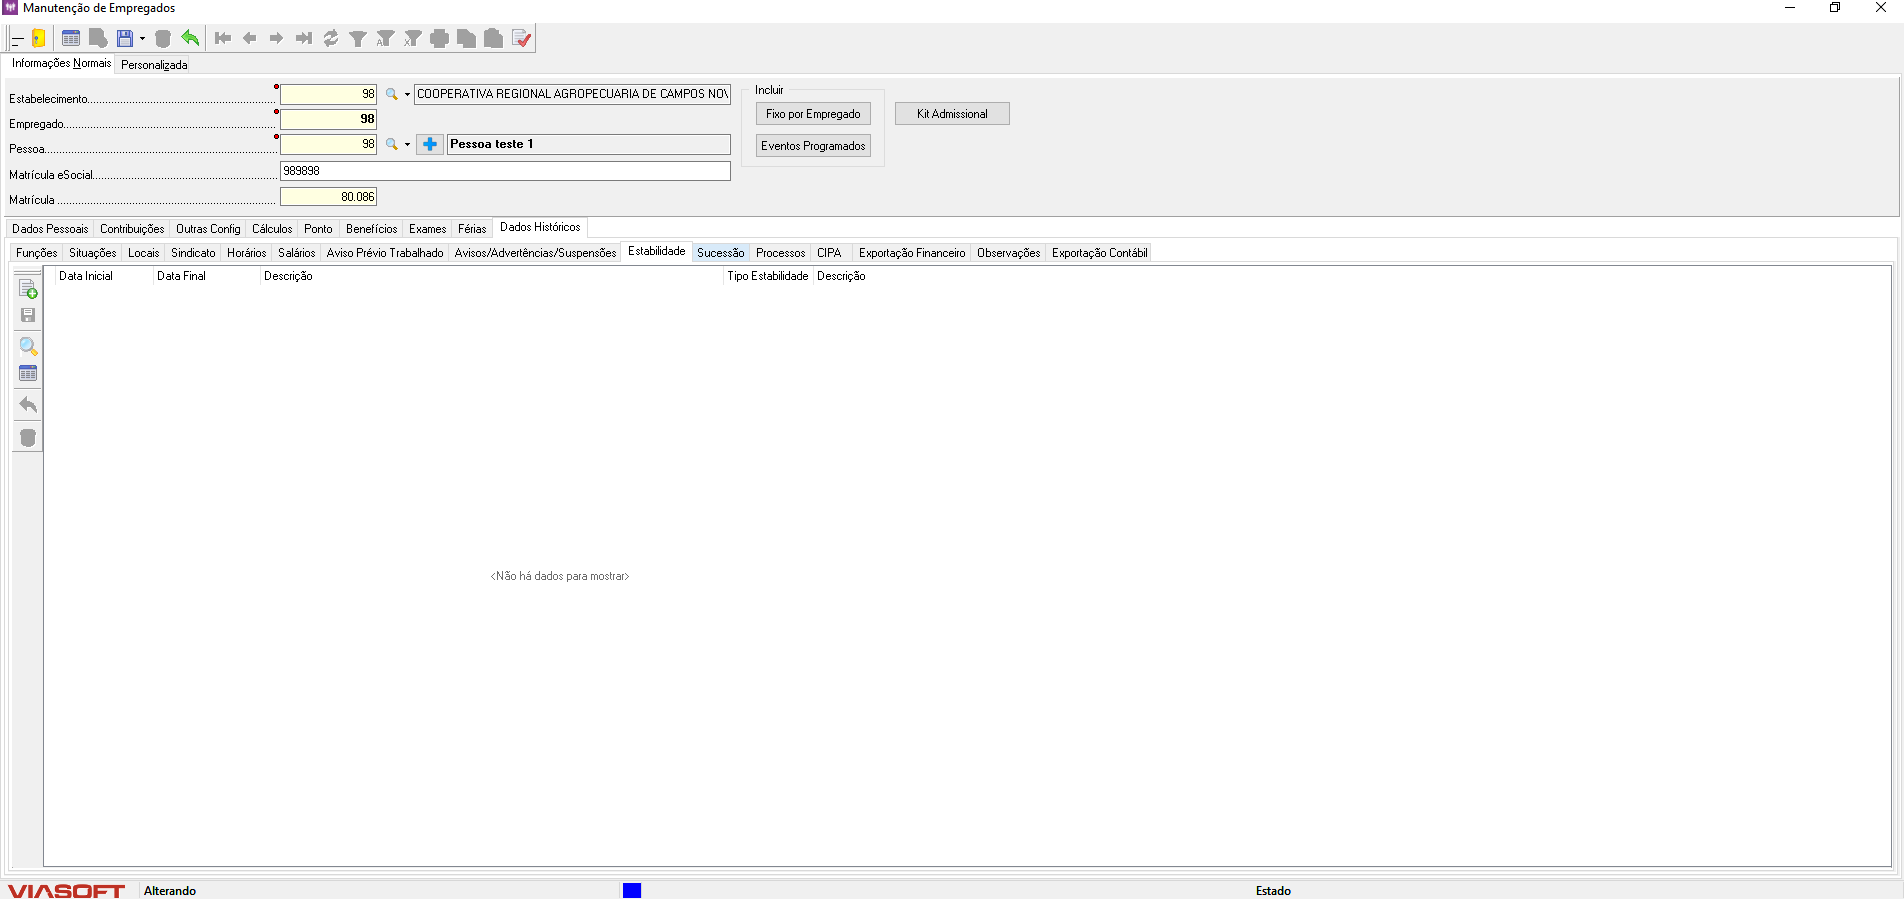 Manutenção de Empregados
Informações Normais Personalizada
Estabelecimento 98 COOPERATIVA REGIONAL AGROPECUARIA DE CAMPOS NOV
Empregado 98
Pessoa 98 Pessoa teste 1
Matrícula eSocial 989898
Matrícula 80.086
Incluir
Fixo por Empregado
Eventos Programados
Kit Admissional
Dados Pessoais Contribuições Outras Config Cálculos Ponto Benefícios Exames Férias Dados Históricos
Funções Situações Locais Sindicato Horários Salários Aviso Prévio Trabalhado Avisos/Advertências/Suspensões Estabilidade Sucessão Processos CIPA Exportação Financeiro Observações Exportação Contábil
Data Inicial Data Final Descrição Tipo Estabilidade Descrição
<Não há dados para mostrar>
VIASOFT Alterando Estado